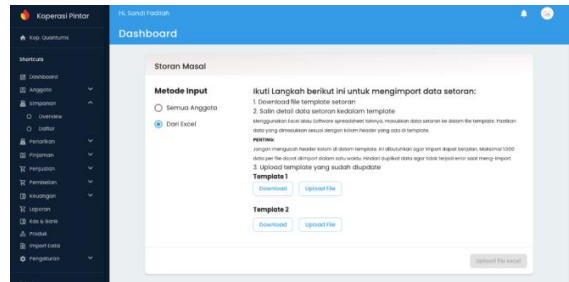 Koperasi Pintar
Hi, Sandi Fadilah
Dashboard
Kop. Quantums
Shortcuts
Dashboard
Anggota
Simpanan
Overview
Daftar
Penarikan
Pinjaman
Penjualan
Pembelian
Keuangan
Laporan
Kas & Bank
Produk
Import Data
Pengaturan
Storan Masal
Metode Input
Semua Anggota
Dari Excel
Ikuti Langkah berikut ini untuk mengimport data setoran:
1. Download file template setoran
2. Salin detail data setoran kedalam template
Menggunakan Excel atau Software spreadsheet lainnya, masukkan data setoran ke dalam file template. Pastikan
data yang dimasukkan sesuai dengan kolom header yang ada di template.
PENTING:
Jangan mengubah header kolom di dalam template. Ini dibutuhkan agar import dapat berjalan. Maksimal 1.000
data per file dapat diimport dalam satu waktu. Hindari duplikat data agar tidak terjadi error saat meng-import.
3. Upload template yang sudah diupdate
Template 1
Download
Upload File
Template 2
Download
Upload File
Upload File excel